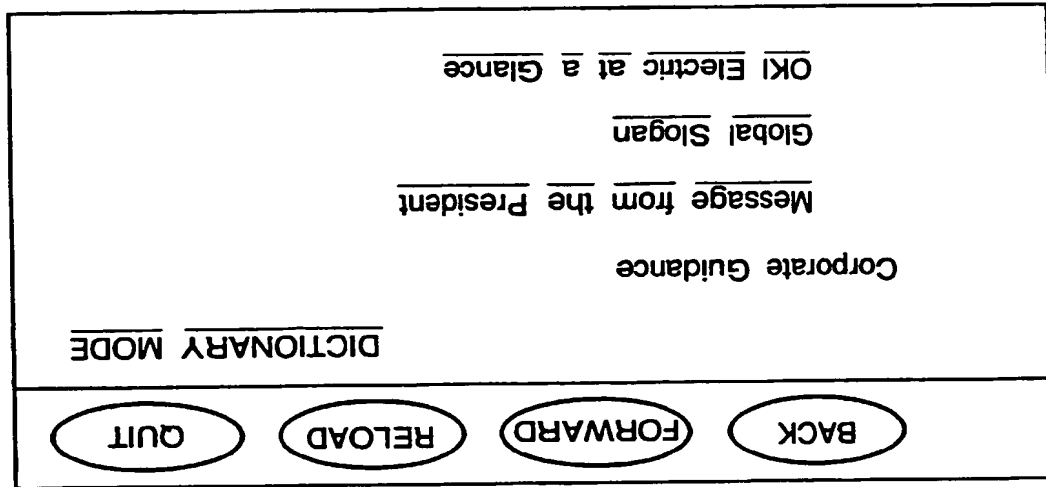 BACK FORWARD RELOAD QUIT
DICTIONARY MODE
Corporate Guidance
Message from the President
Global Slogan
OKI Electric at a Glance